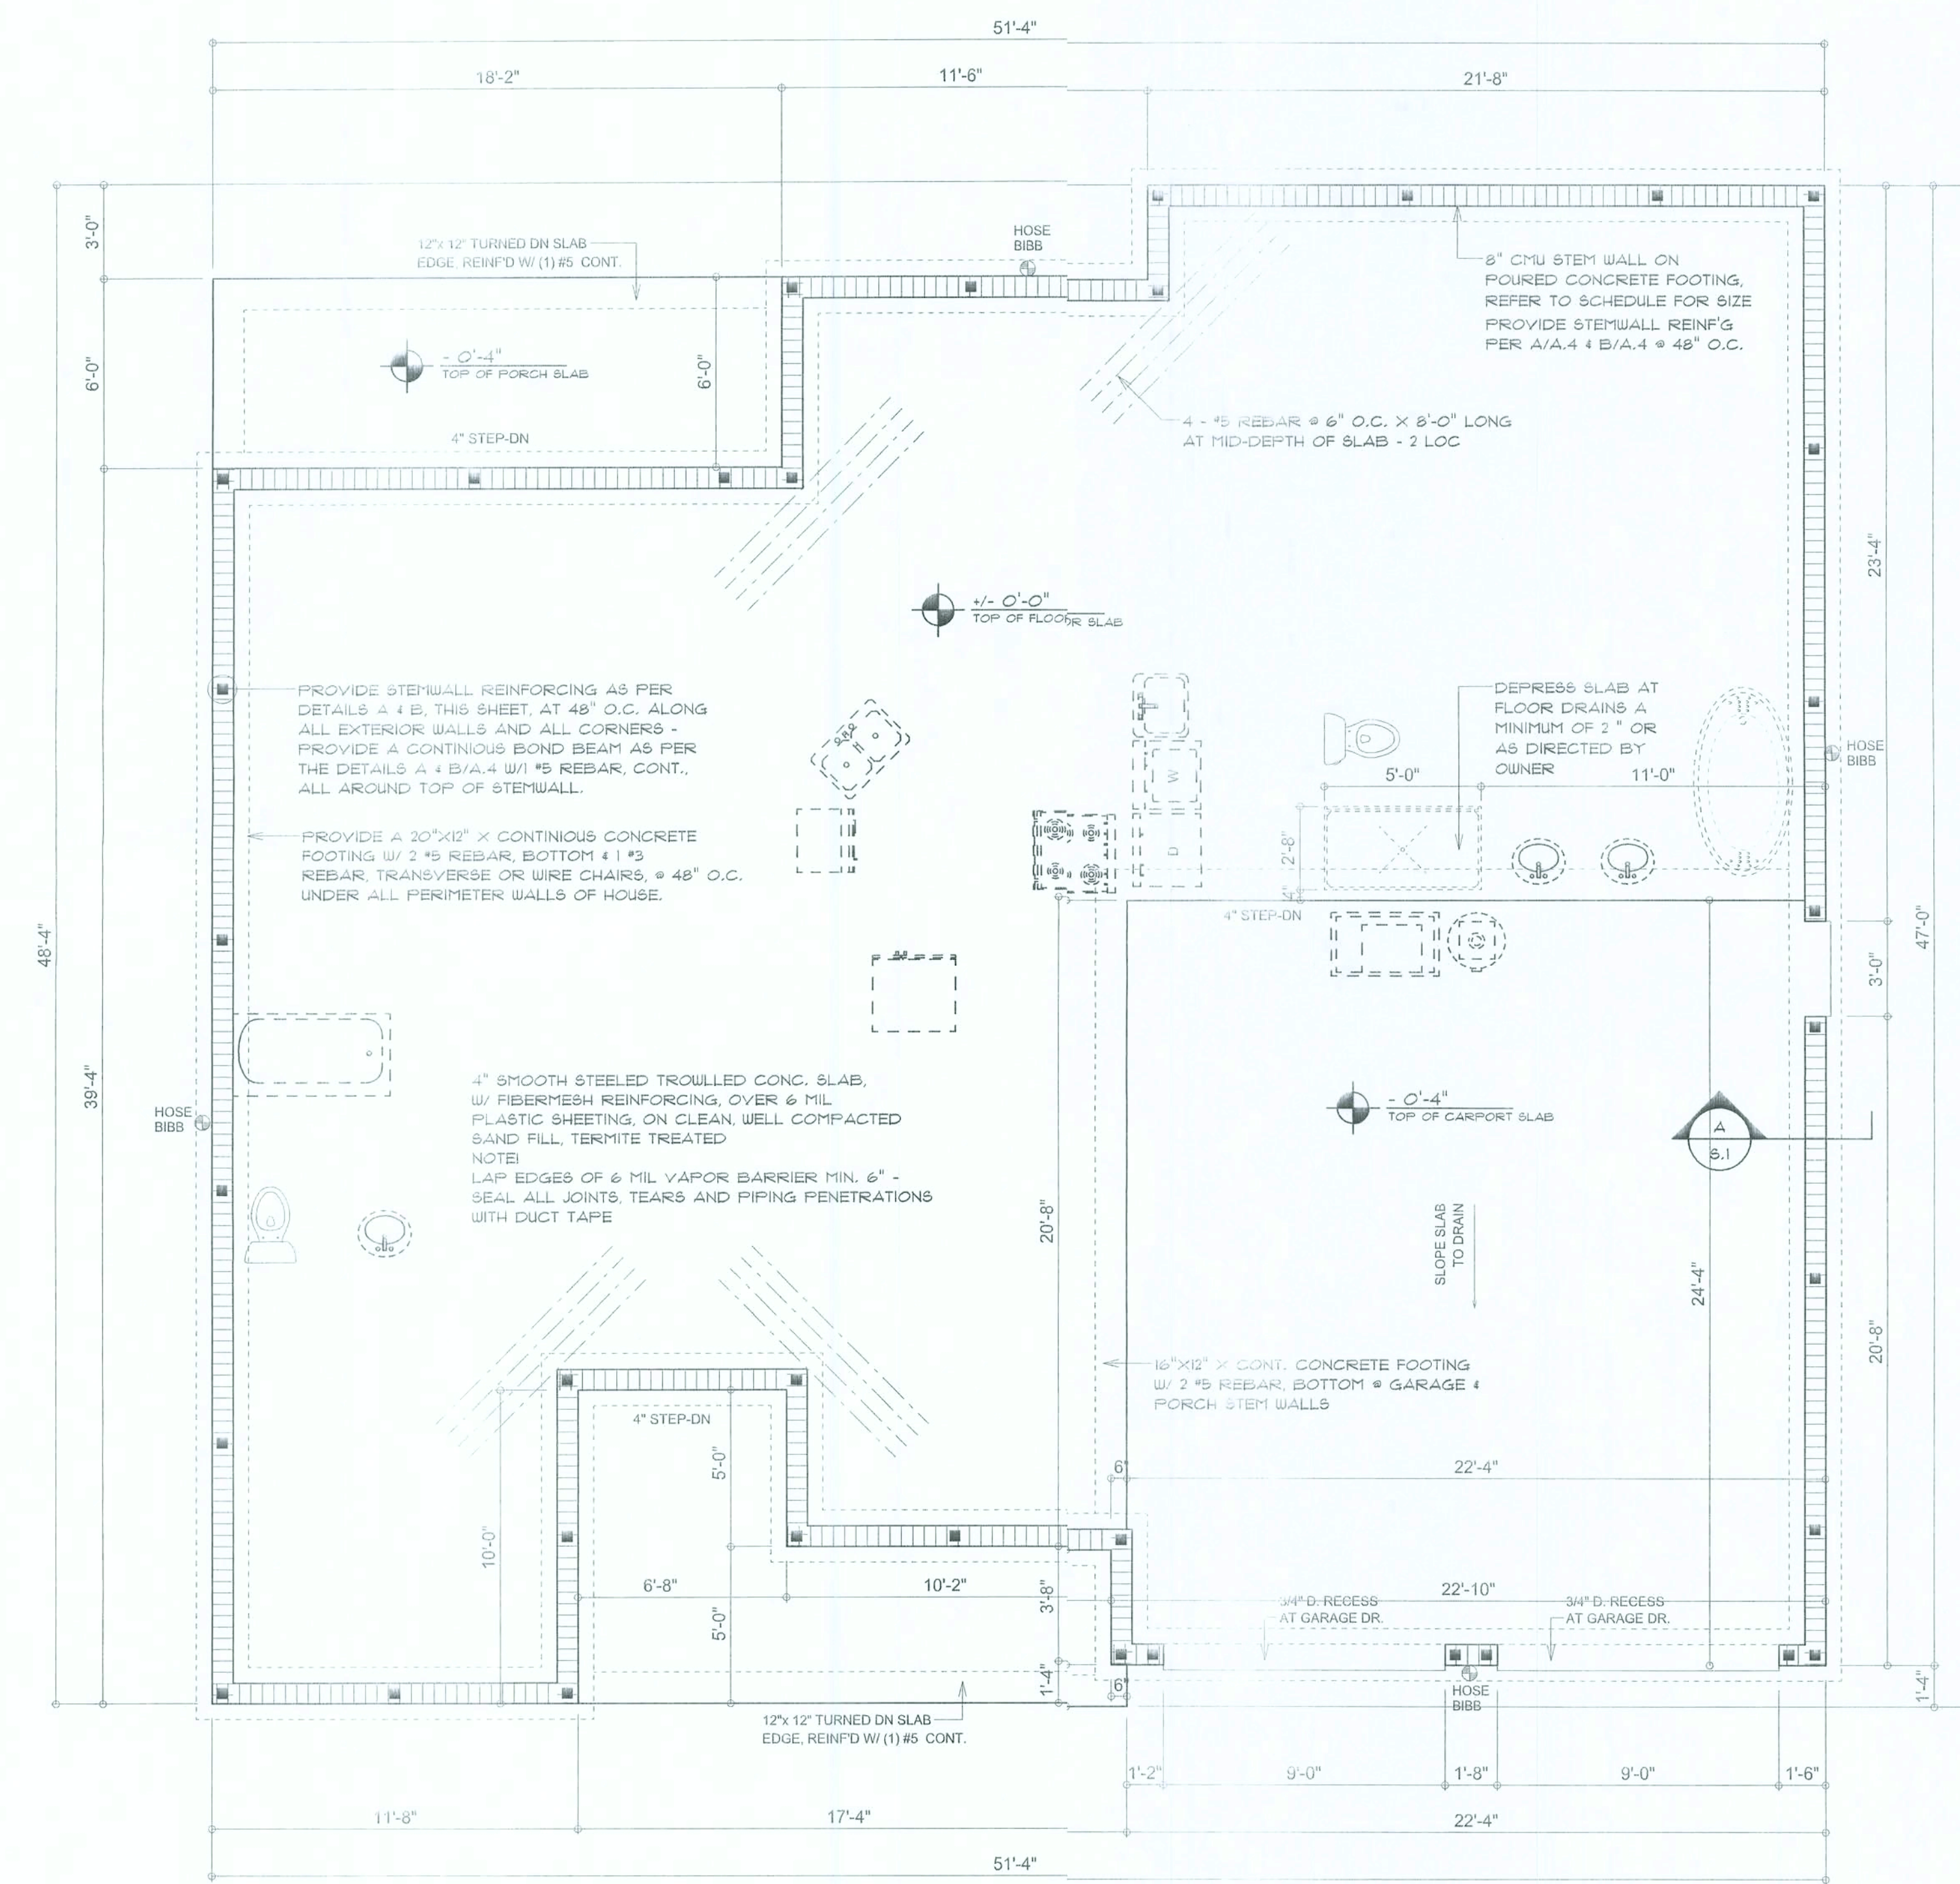 51'-4"
18'-2"
11'-6"
21'-8"
3'-0"
6'-0"
39'-4"
48'-4"
12"x 12" TURNED DN SLAB
EDGE, REINF'D W/ (1) #5 CONT.
HOSE
BIBB
- 0'-4"
TOP OF PORCH SLAB
6'-0"
4" STEP-DN
8" CMU STEM WALL ON
POURED CONCRETE FOOTING,
REFER TO SCHEDULE FOR SIZE
PROVIDE STEMWALL REINF'G
PER A/A.4 & B/A.4 @ 48" O.C.
4 - #5 REBAR @ 6" O.C. X 8'-0" LONG
AT MID-DEPTH OF SLAB - 2 LOC
23'-4"
+/- 0'-0"
TOP OF FLOOR SLAB
PROVIDE STEMWALL REINFORCING AS PER
DETAILS A & B, THIS SHEET, AT 48" O.C. ALONG
ALL EXTERIOR WALLS AND ALL CORNERS -
PROVIDE A CONTINIOUS BOND BEAM AS PER
THE DETAILS A & B/A.4 W/1 #5 REBAR, CONT.,
ALL AROUND TOP OF STEMWALL.
PROVIDE A 20"X12" X CONTINIOUS CONCRETE
FOOTING W/ 2 #5 REBAR, BOTTOM & 1 #3
REBAR, TRANSVERSE OR WIRE CHAIRS, @ 48" O.C.
UNDER ALL PERIMETER WALLS OF HOUSE.
W
D
DEPRESS SLAB AT
FLOOR DRAINS A
MINIMUM OF 2 " OR
AS DIRECTED BY
OWNER
5'-0"
11'-0"
2'-8"
4"
HOSE
BIBB
4" STEP-DN
47'-0"
3'-0"
HOSE
BIBB
4" SMOOTH STEELED TROWLLED CONC. SLAB,
W/ FIBERMESH REINFORCING, OVER 6 MIL
PLASTIC SHEETING, ON CLEAN, WELL COMPACTED
SAND FILL, TERMITE TREATED
NOTE!
LAP EDGES OF 6 MIL VAPOR BARRIER MIN. 6" -
SEAL ALL JOINTS, TEARS AND PIPING PENETRATIONS
WITH DUCT TAPE
- 0'-4"
TOP OF CARPORT SLAB
A
S.1
20'-8"
SLOPE SLAB
TO DRAIN
24'-4"
20'-8"
16"X12" X CONT. CONCRETE FOOTING
W/ 2 #5 REBAR, BOTTOM @ GARAGE &
PORCH STEM WALLS
4" STEP-DN
5'-0"
10'-0"
6"
22'-4"
6'-8"
10'-2"
3'-8"
22'-10"
5'-0"
3/4" D. RECESS
AT GARAGE DR.
3/4" D. RECESS
AT GARAGE DR.
1'-4"
6"
HOSE
BIBB
1'-4"
12"x 12" TURNED DN SLAB
EDGE, REINF'D W/ (1) #5 CONT.
1'-2"
9'-0"
1'-8"
9'-0"
1'-6"
11'-8"
17'-4"
22'-4"
51'-4"